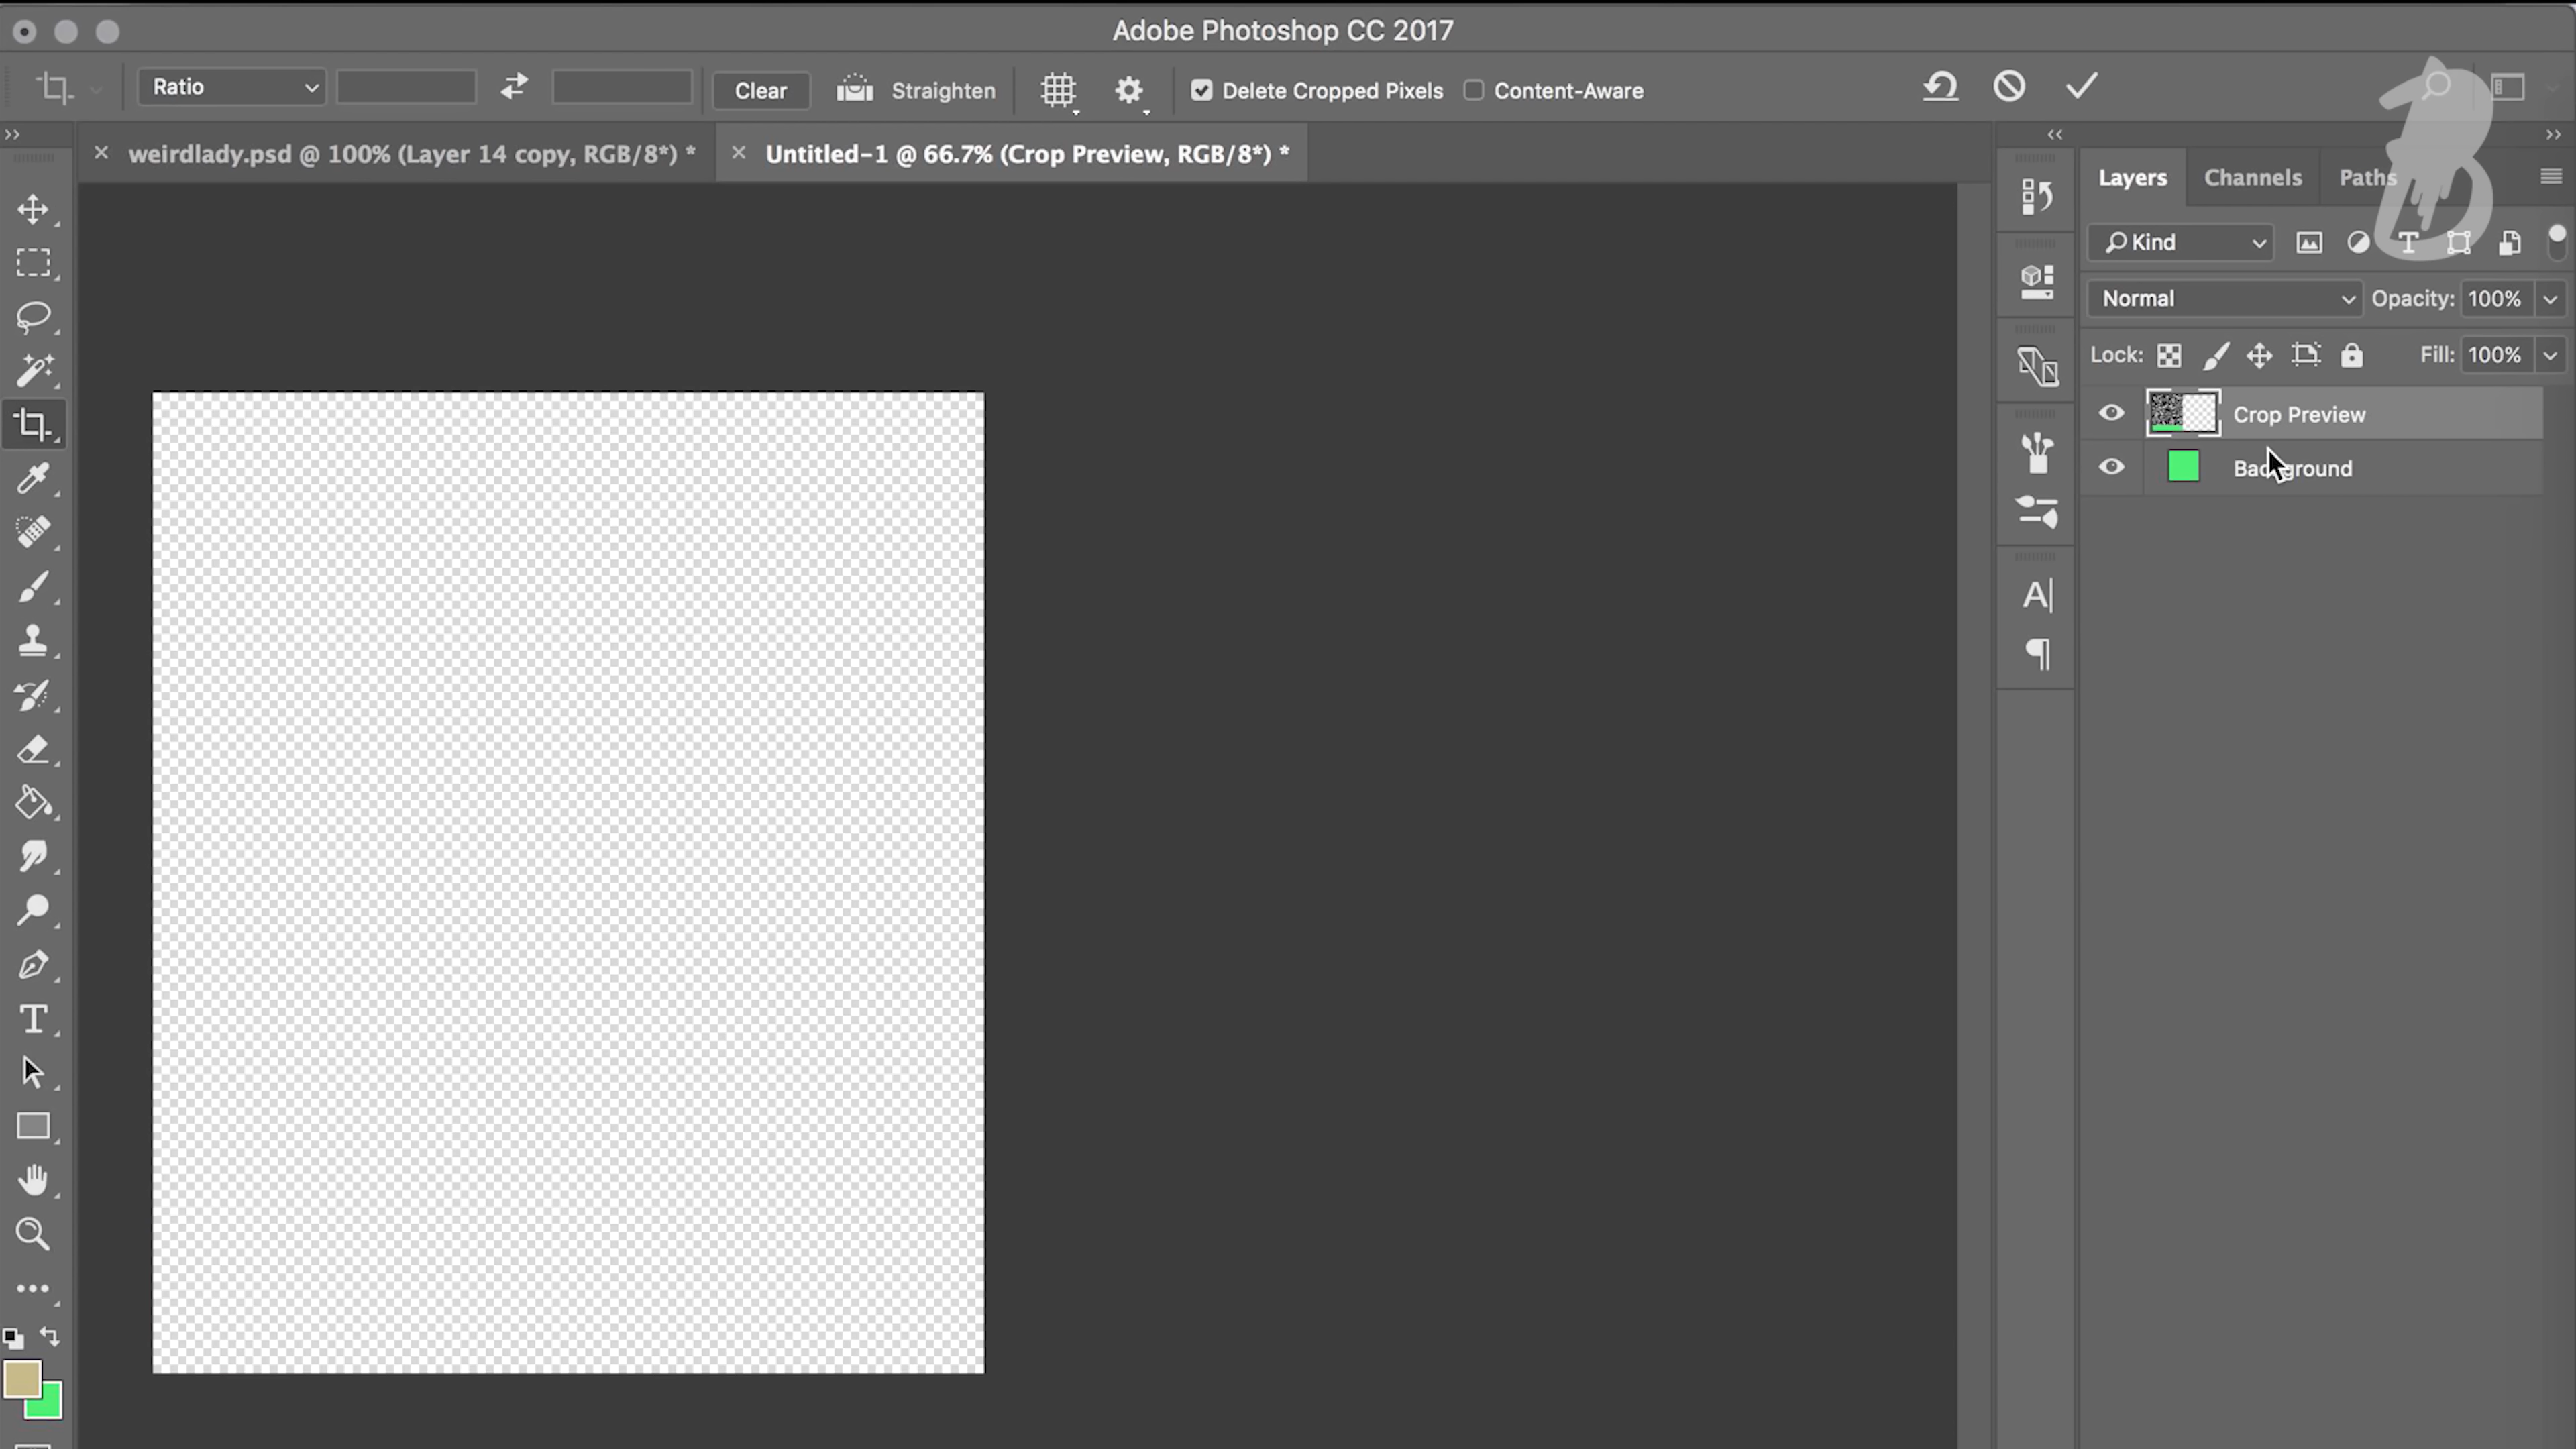 Adobe Photoshop CC 2017
Ratio
Clear
Straighten
Delete Cropped Pixels
Content-Aware
weirdlady.psd @ 100% (Layer 14 copy, RGB/8*) *
Untitled-1 @ 66.7% (Crop Preview, RGB/8*) *
Layers
Channels
Paths
Kind
Normal
Opacity: 100%
Lock:
Fill: 100%
Crop Preview
Background